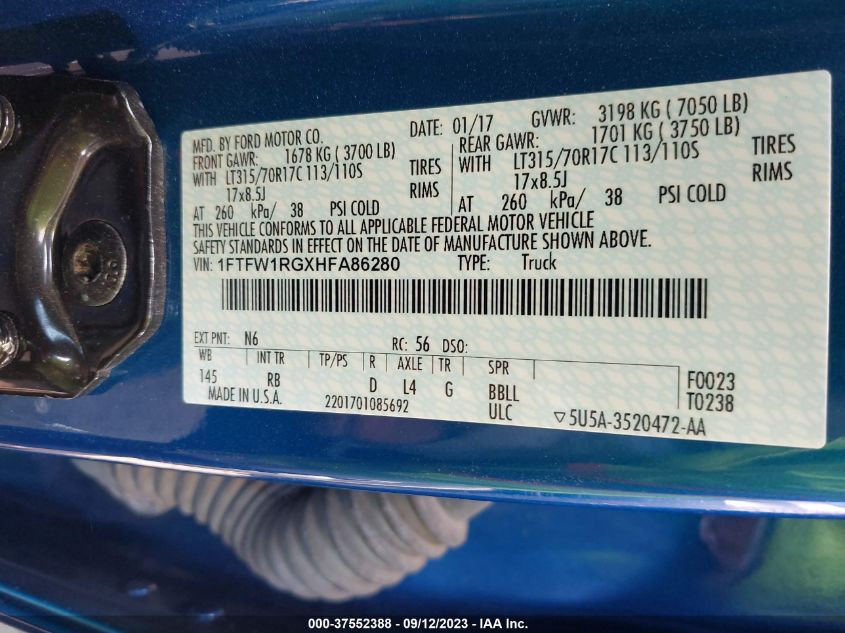 MFD. BY FORD MOTOR CO. DATE: 01/17 GVWR: 3198 KG ( 7050 LB)
FRONT GAWR: 1678 KG ( 3700 LB) REAR GAWR: 1701 KG ( 3750 LB)
WITH LT315/70R17C 113/110S TIRES WITH LT315/70R17C 113/110S TIRES
17x8.5J RIMS 17x8.5J RIMS
AT 260 kPa/ 38 PSI COLD AT 260 kPa/ 38 PSI COLD
THIS VEHICLE CONFORMS TO ALL APPLICABLE FEDERAL MOTOR VEHICLE
SAFETY STANDARDS IN EFFECT ON THE DATE OF MANUFACTURE SHOWN ABOVE.
VIN: 1FTFW1RGXHFA86280 TYPE: Truck
EXT PNT: N6 RC: 56 DSO:
WB INT TR TP/PS R AXLE TR SPR
145 RB D L4 G BBLL F0023
MADE IN U.S.A. 2201701085692 ULC ▽5U5A-3520472-AA T0238
000-37552388 - 09/12/2023 - IAA Inc.